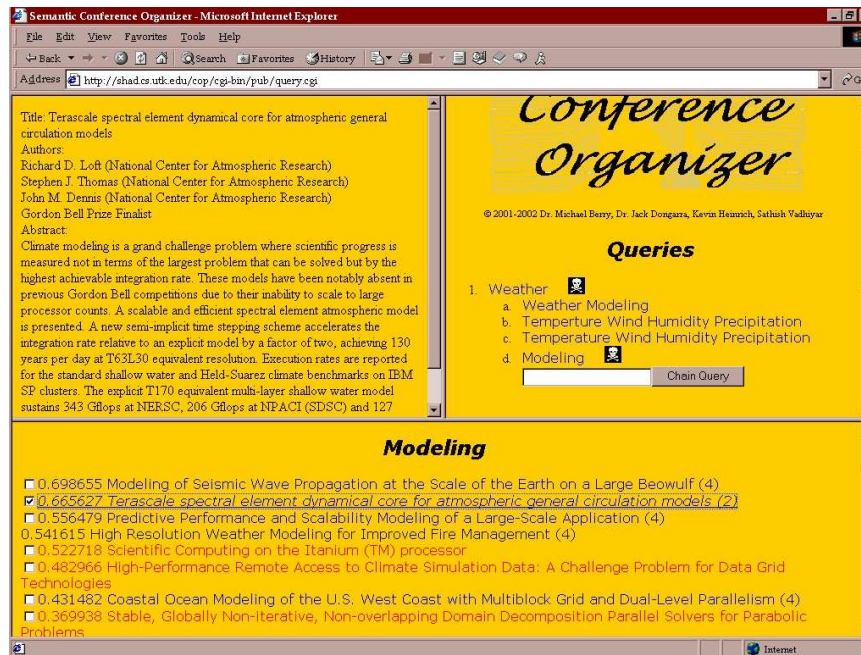 Semantic Conference Organizer - Microsoft Internet Explorer
File Edit View Favorites Tools Help
Back Search Favorites History
Address http://shad.cs.utk.edu/cop/cgi-bin/pub/query.cgi
Title: Terascale spectral element dynamical core for atmospheric general
circulation models
Authors:
Richard D. Loft (National Center for Atmospheric Research)
Stephen J. Thomas (National Center for Atmospheric Research)
John M. Dennis (National Center for Atmospheric Research)
Gordon Bell Prize Finalist
Abstract:
Climate modeling is a grand challenge problem where scientific progress is
measured not in terms of the largest problem that can be solved but by the
highest achievable integration rate. These models have been notably absent in
previous Gordon Bell competitions due to their inability to scale to large
processor counts. A scalable and efficient spectral element atmospheric model
is presented. A new semi-implicit time stepping scheme accelerates the
integration rate relative to an explicit model by a factor of two, achieving 130
years per day at T63L30 equivalent resolution. Execution rates are reported
for the standard shallow water and Held-Suarez climate benchmarks on IBM
SP clusters. The explicit T170 equivalent multi-layer shallow water model
sustains 343 Gflops at NERSC, 206 Gflops at NPACI (SDSC) and 127
Conference
Organizer
© 2001-2002 Dr. Michael Berry, Dr. Jack Dongarra, Kevin Heinrich, Sathish Vadhiyar
Queries
1. Weather
a. Weather Modeling
b. Temperture Wind Humidity Precipitation
c. Temperature Wind Humidity Precipitation
d. Modeling
Chain Query
Modeling
0.698655 Modeling of Seismic Wave Propagation at the Scale of the Earth on a Large Beowulf (4)
0.665627 Terascale spectral element dynamical core for atmospheric general circulation models (2)
0.556479 Predictive Performance and Scalability Modeling of a Large-Scale Application (4)
0.541615 High Resolution Weather Modeling for Improved Fire Management (4)
0.522718 Scientific Computing on the Itanium (TM) processor
0.482966 High-Performance Remote Access to Climate Simulation Data: A Challenge Problem for Data Grid
Technologies
0.431482 Coastal Ocean Modeling of the U.S. West Coast with Multiblock Grid and Dual-Level Parallelism (4)
0.369938 Stable, Globally Non-iterative, Non-overlapping Domain Decomposition Parallel Solvers for Parabolic
Problems
Internet